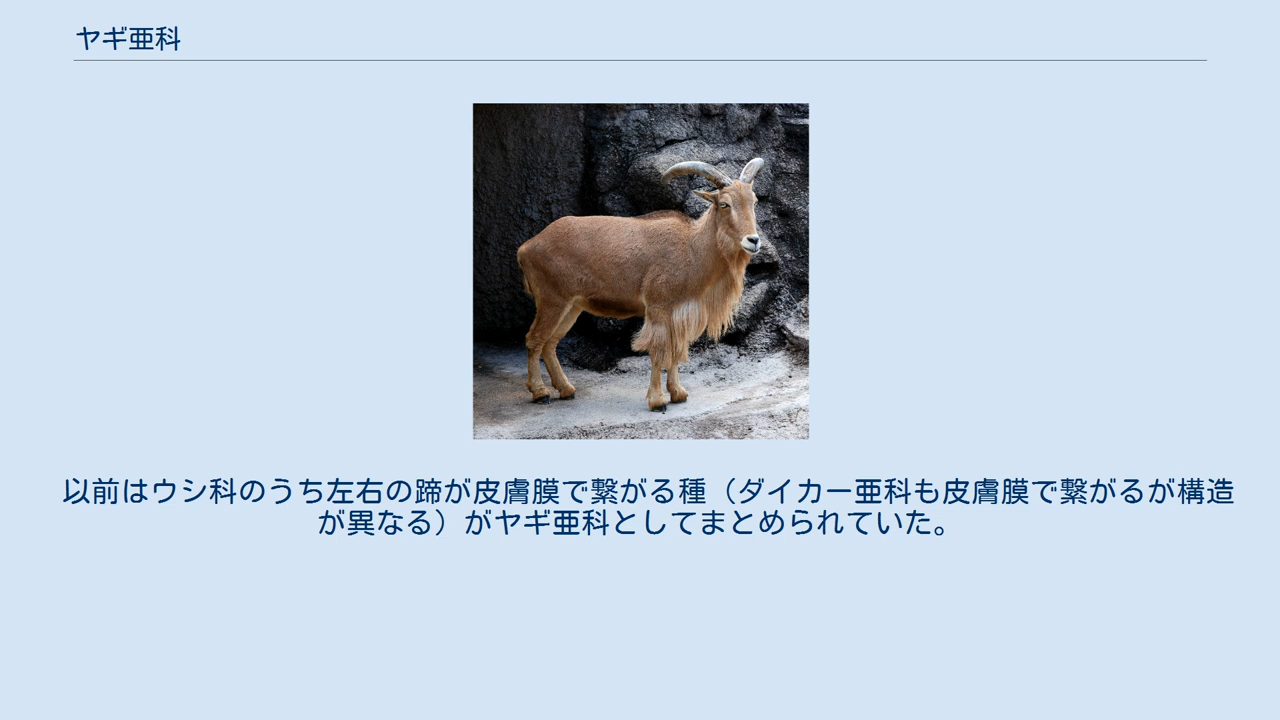 ヤギ亜科
以前はウシ科のうち左右の蹄が皮膚膜で繋がる種（ダイカー亜科も皮膚膜で繋がるが構造
が異なる）がヤギ亜科としてまとめられていた。